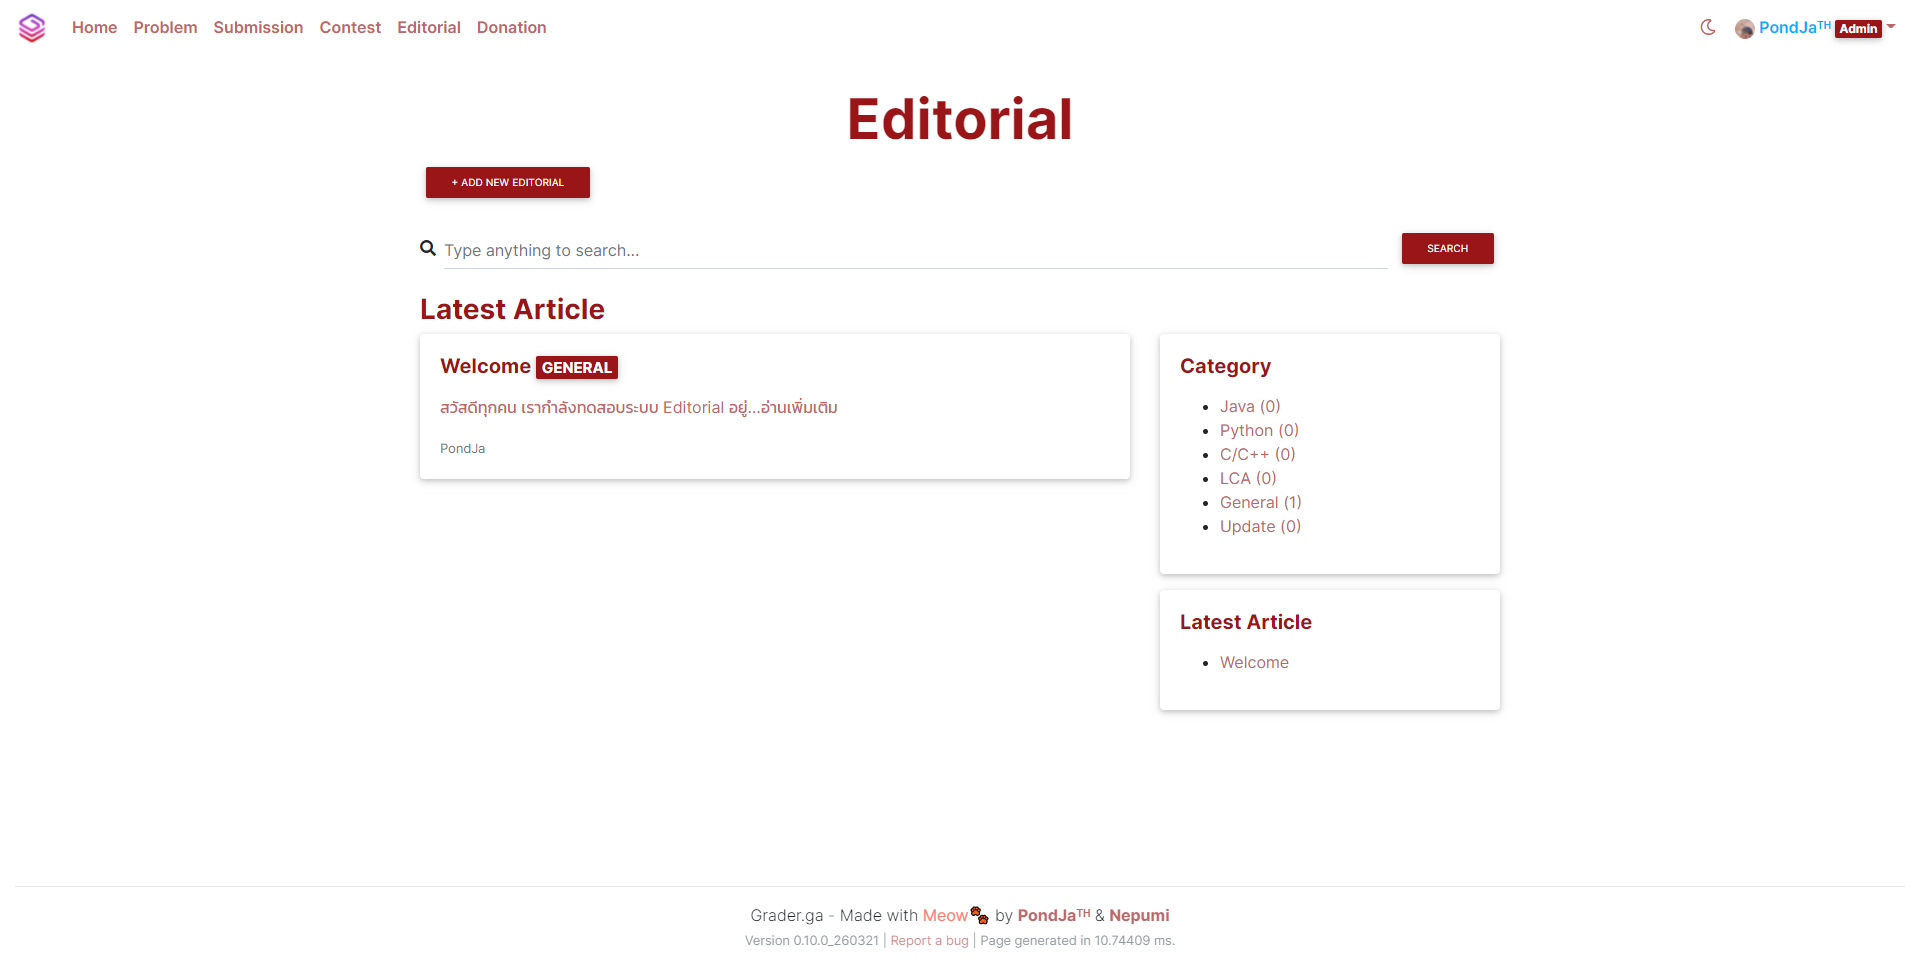 Home Problem Submission Contest Editorial Donation
PondJaᵀᴴ Admin
Editorial
+ ADD NEW EDITORIAL
Type anything to search...
SEARCH
Latest Article
Welcome GENERAL
สวัสดีทุกคน เรากำลังทดสอบระบบ Editorial อยู่...อ่านเพิ่มเติม
PondJa
Category
Java (0)
Python (0)
C/C++ (0)
LCA (0)
General (1)
Update (0)
Latest Article
Welcome
Grader.ga - Made with Meow🐾 by PondJaᵀᴴ & Nepumi
Version 0.10.0_260321 | Report a bug | Page generated in 10.74409 ms.